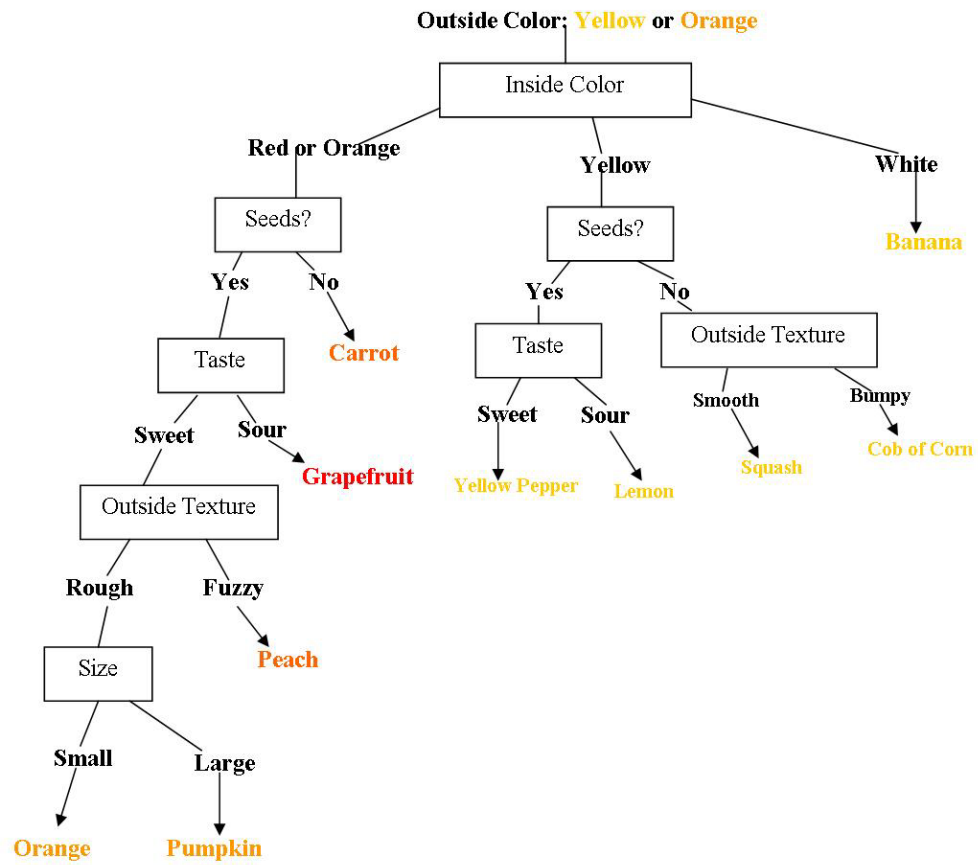 Outside Color: Yellow or Orange
Inside Color
Red or Orange
Yellow
White
Seeds?
Seeds?
Banana
Yes
No
Yes
No
Carrot
Taste
Taste
Outside Texture
Sweet
Sour
Sweet
Sour
Smooth
Bumpy
Grapefruit
Yellow Pepper
Lemon
Squash
Cob of Corn
Outside Texture
Rough
Fuzzy
Peach
Size
Small
Large
Orange
Pumpkin